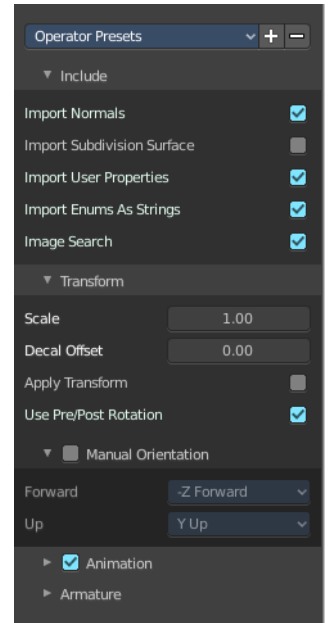 Operator Presets
Include
Import Normals
Import Subdivision Surface
Import User Properties
Import Enums As Strings
Image Search
Transform
Scale 1.00
Decal Offset 0.00
Apply Transform
Use Pre/Post Rotation
Manual Orientation
Forward -Z Forward
Up Y Up
Animation
Armature